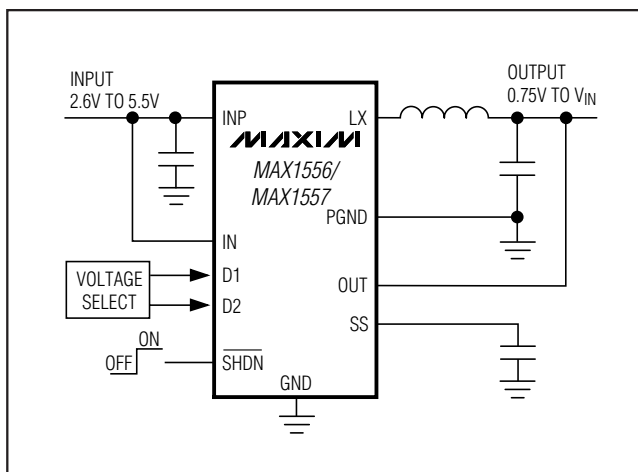 INPUT
2.6V TO 5.5V
OUTPUT
0.75V TO VIN
INP
LX
MAXIM
MAX1556/
MAX1557
PGND
IN
D1
VOLTAGE
SELECT
D2
OUT
SS
ON
OFF
SHDN
GND